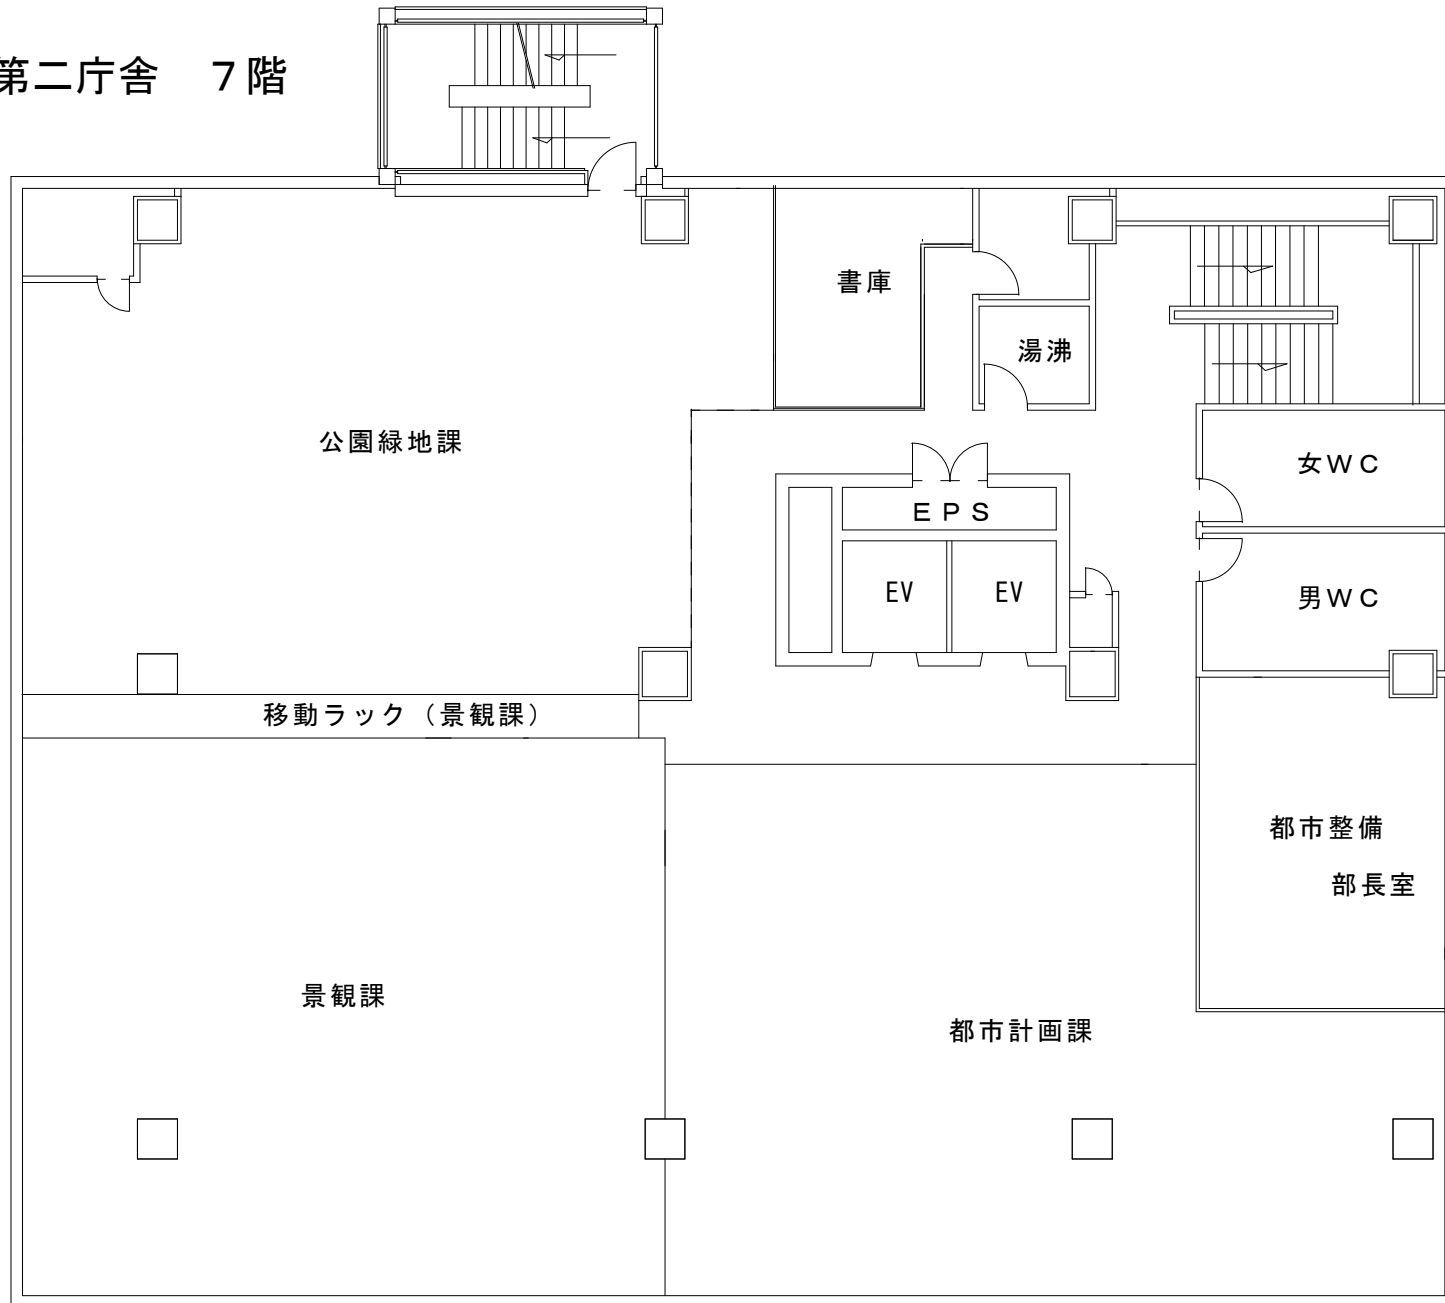 第二庁舎　７階
書庫
湯沸
公園緑地課
女ＷＣ
ＥＰＳ
EV
EV
男ＷＣ
移動ラック（景観課）
都市整備
部長室
景観課
都市計画課